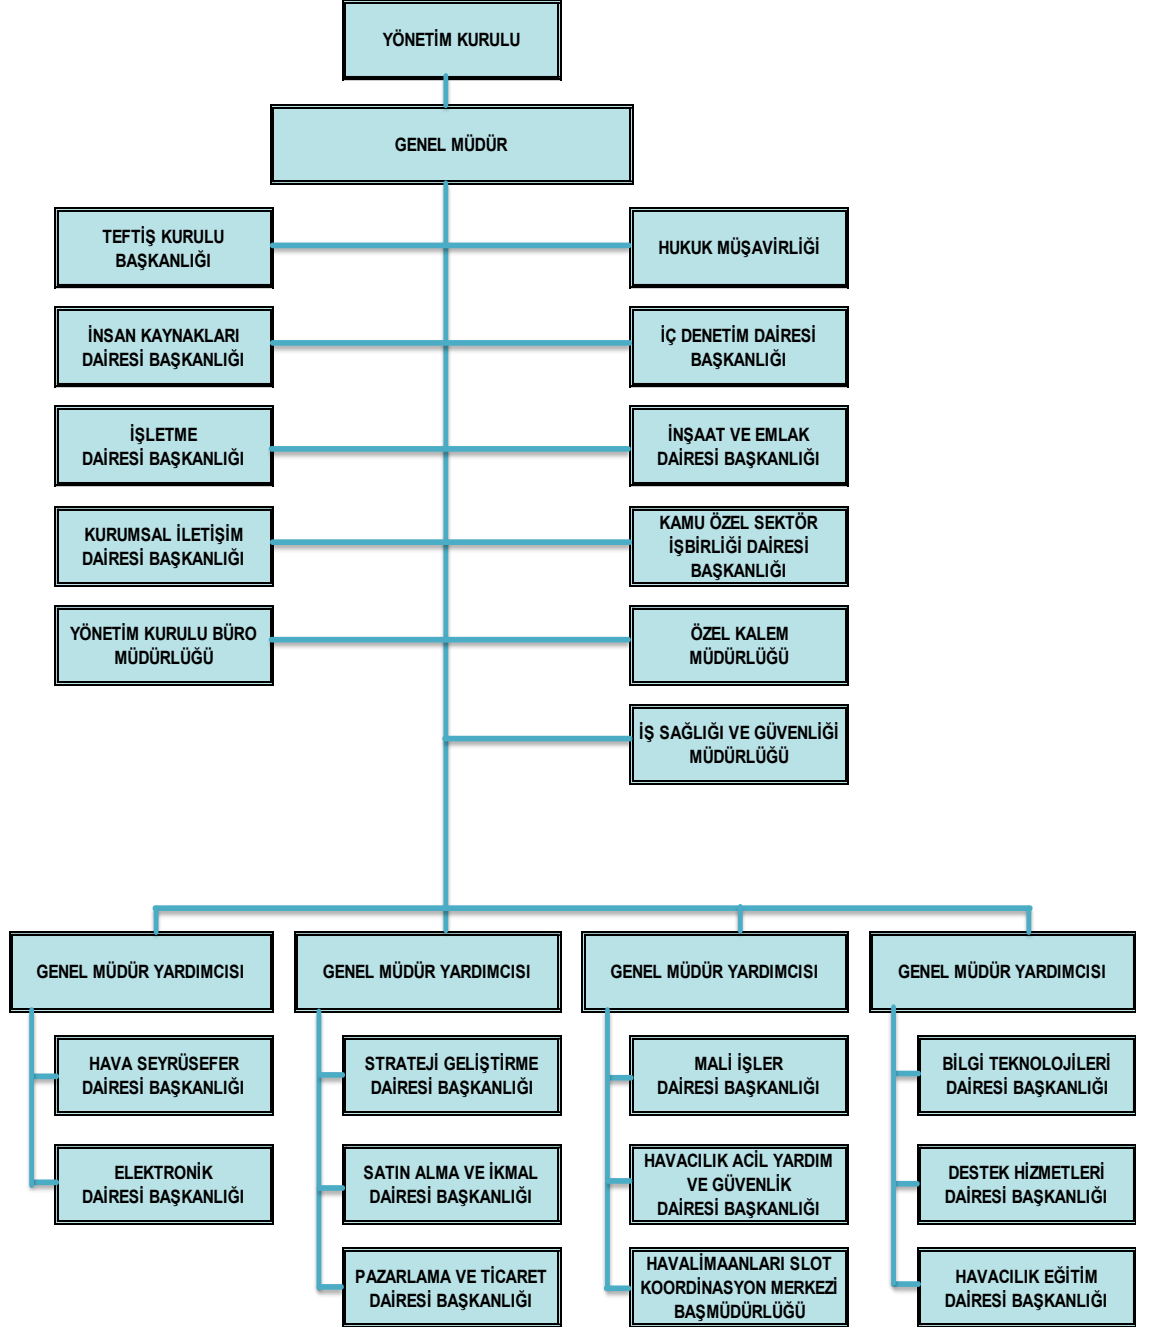 YÖNETİM KURULU
GENEL MÜDÜR
TEFTİŞ KURULU
BAŞKANLIĞI
HUKUK MÜŞAVİRLİĞİ
İNSAN KAYNAKLARI
DAİRESİ BAŞKANLIĞI
İÇ DENETİM DAİRESİ
BAŞKANLIĞI
İŞLETME
DAİRESİ BAŞKANLIĞI
İNŞAAT VE EMLAK
DAİRESİ BAŞKANLIĞI
KURUMSAL İLETİŞİM
DAİRESİ BAŞKANLIĞI
KAMU ÖZEL SEKTÖR
İŞBİRLİĞİ DAİRESİ
BAŞKANLIĞI
YÖNETİM KURULU BÜRO
MÜDÜRLÜĞÜ
ÖZEL KALEM
MÜDÜRLÜĞÜ
İŞ SAĞLIĞI VE GÜVENLİĞİ
MÜDÜRLÜĞÜ
GENEL MÜDÜR YARDIMCISI
HAVA SEYRÜSEFER
DAİRESİ BAŞKANLIĞI
ELEKTRONİK
DAİRESİ BAŞKANLIĞI
GENEL MÜDÜR YARDIMCISI
STRATEJİ GELİŞTİRME
DAİRESİ BAŞKANLIĞI
SATIN ALMA VE İKMAL
DAİRESİ BAŞKANLIĞI
PAZARLAMA VE TİCARET
DAİRESİ BAŞKANLIĞI
GENEL MÜDÜR YARDIMCISI
MALİ İŞLER
DAİRESİ BAŞKANLIĞI
HAVACILIK ACİL YARDIM
VE GÜVENLİK
DAİRESİ BAŞKANLIĞI
HAVALİMAANLARI SLOT
KOORDİNASYON MERKEZİ
BAŞMÜDÜRLÜĞÜ
GENEL MÜDÜR YARDIMCISI
BİLGİ TEKNOLOJİLERİ
DAİRESİ BAŞKANLIĞI
DESTEK HİZMETLERİ
DAİRESİ BAŞKANLIĞI
HAVACILIK EĞİTİM
DAİRESİ BAŞKANLIĞI